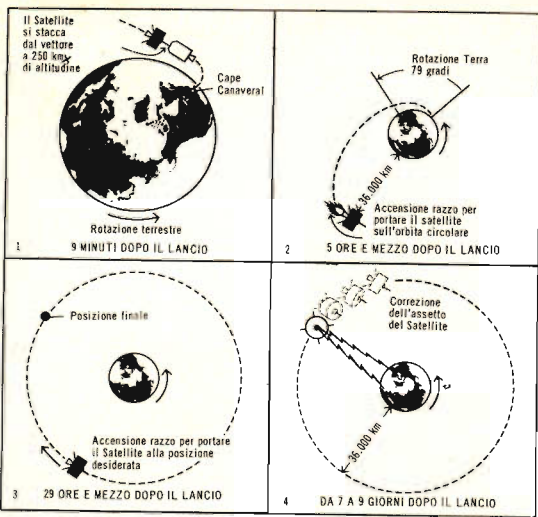 Il Satellite
si stacca
dal vettore
a 250 km
di altitudine
Cape
Canaveral
Rotazione terrestre
1 9 MINUTI DOPO IL LANCIO
Rotazione Terra
79 gradi
36.000 km
Accensione razzo per
portare il satellite
sull'orbita circolare
2 5 ORE E MEZZO DOPO IL LANCIO
Posizione finale
Accensione razzo per portare
il Satellite alla posizione
desiderata
3 29 ORE E MEZZO DOPO IL LANCIO
Correzione
dell'assetto
del Satellite
36.000 km
4 DA 7 A 9 GIORNI DOPO IL LANCIO